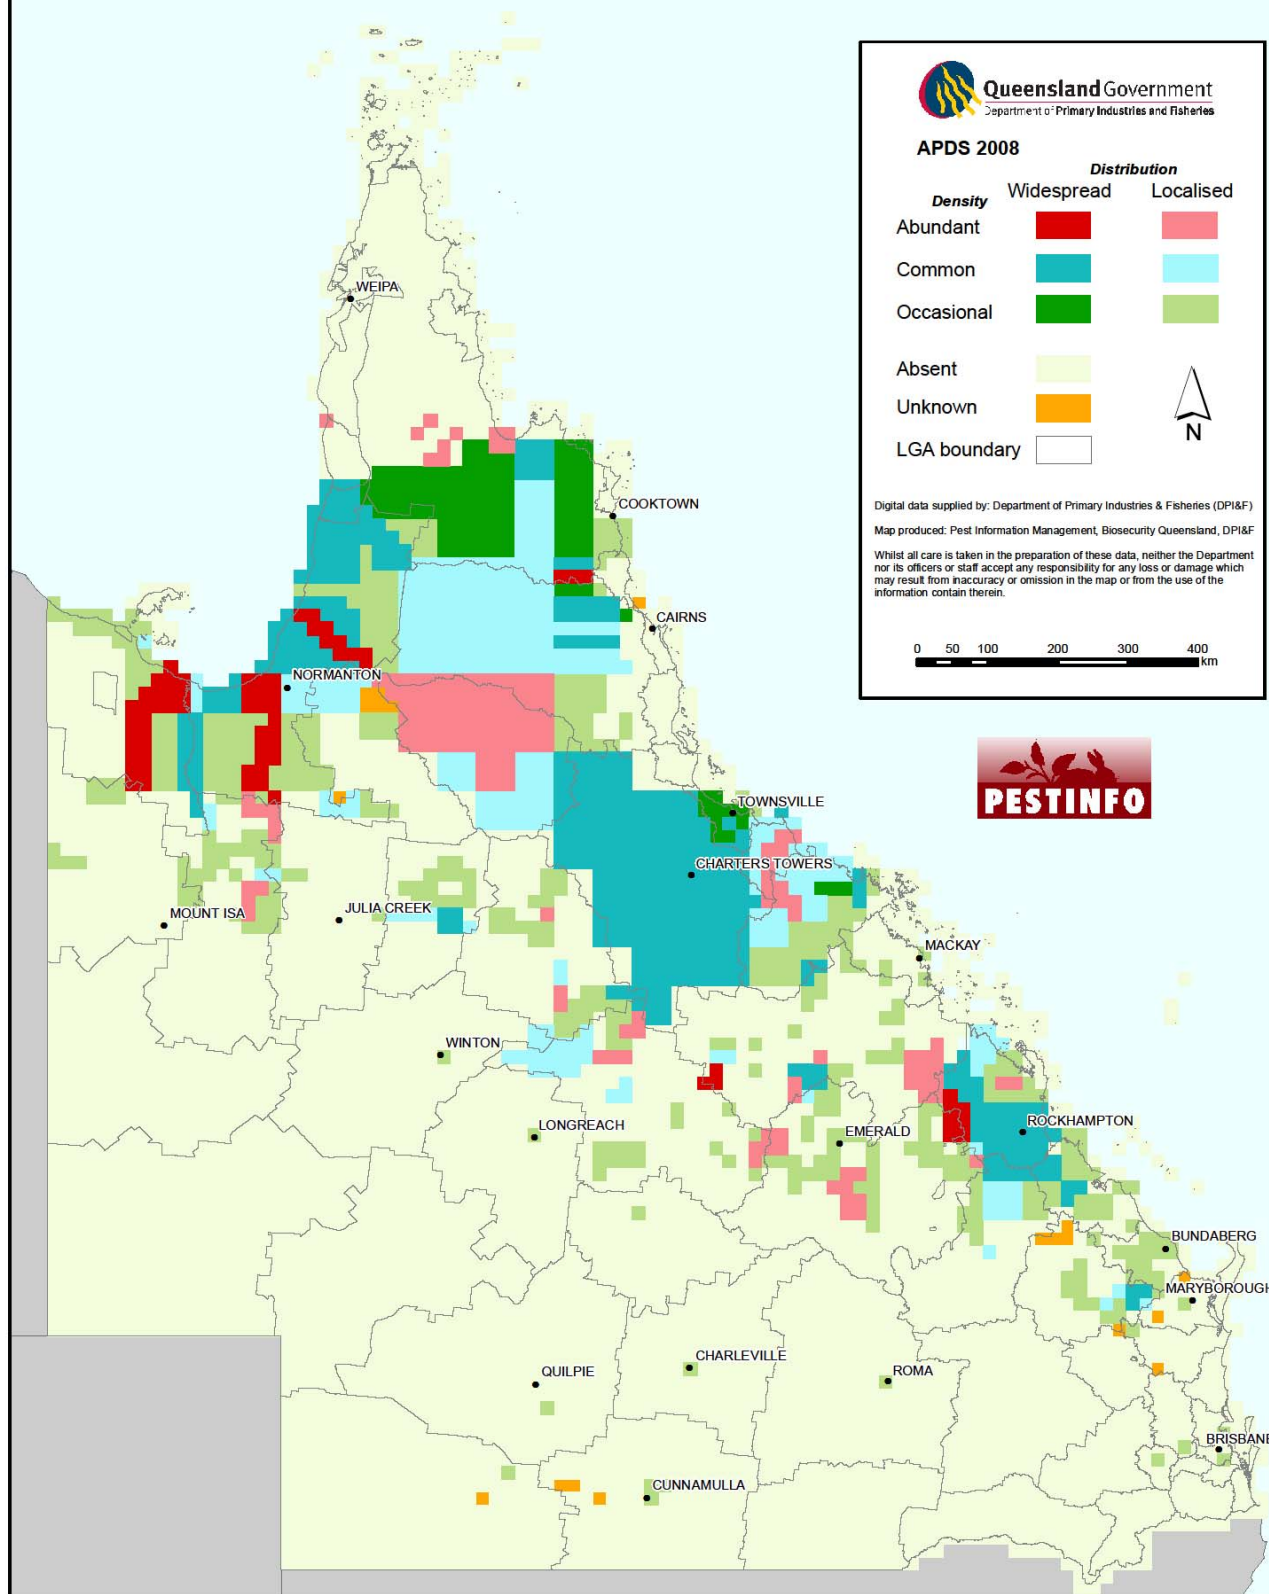 Queensland Government
Department of Primary Industries and Fisheries
APDS 2008
Distribution
Density Widespread Localised
Abundant
Common
Occasional
Absent
Unknown
LGA boundary
N
Digital data supplied by: Department of Primary Industries & Fisheries (DPI&F)
Map produced: Pest Information Management, Biosecurity Queensland, DPI&F
Whilst all care is taken in the preparation of these data, neither the Department
nor its officers or staff accept any responsibility for any loss or damage which
may result from inaccuracy or omission in the map or from the use of the
information contain therein.
0 50 100 200 300 400
km
PESTINFO
WEIPA
COOKTOWN
CAIRNS
NORMANTON
TOWNSVILLE
CHARTERS TOWERS
MOUNT ISA
JULIA CREEK
MACKAY
WINTON
LONGREACH
EMERALD
ROCKHAMPTON
BUNDABERG
MARYBOROUGH
CHARLEVILLE
QUILPIE
ROMA
BRISBANE
CUNNAMULLA